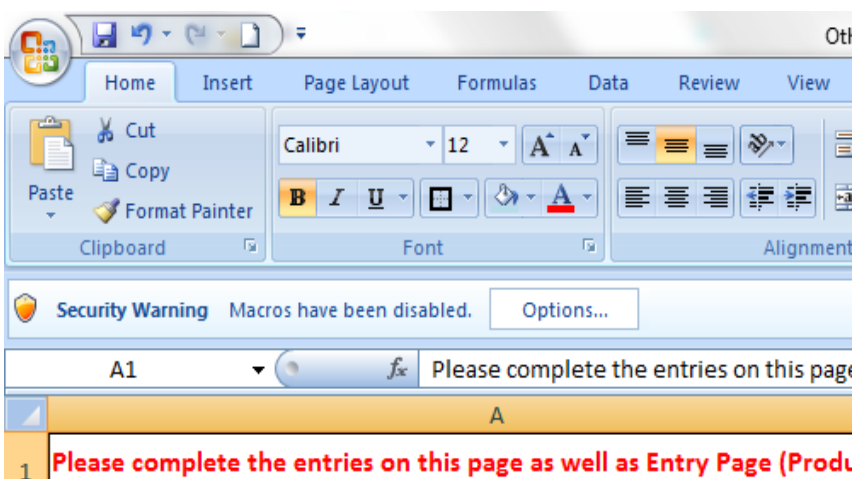 Home Insert Page Layout Formulas Data Review View
Cut
Calibri 12 A A
Copy
Paste
B I U A
Format Painter
Clipboard Font Alignment
Security Warning Macros have been disabled. Options...
A1 fx Please complete the entries on this page
A
1 Please complete the entries on this page as well as Entry Page (Produ